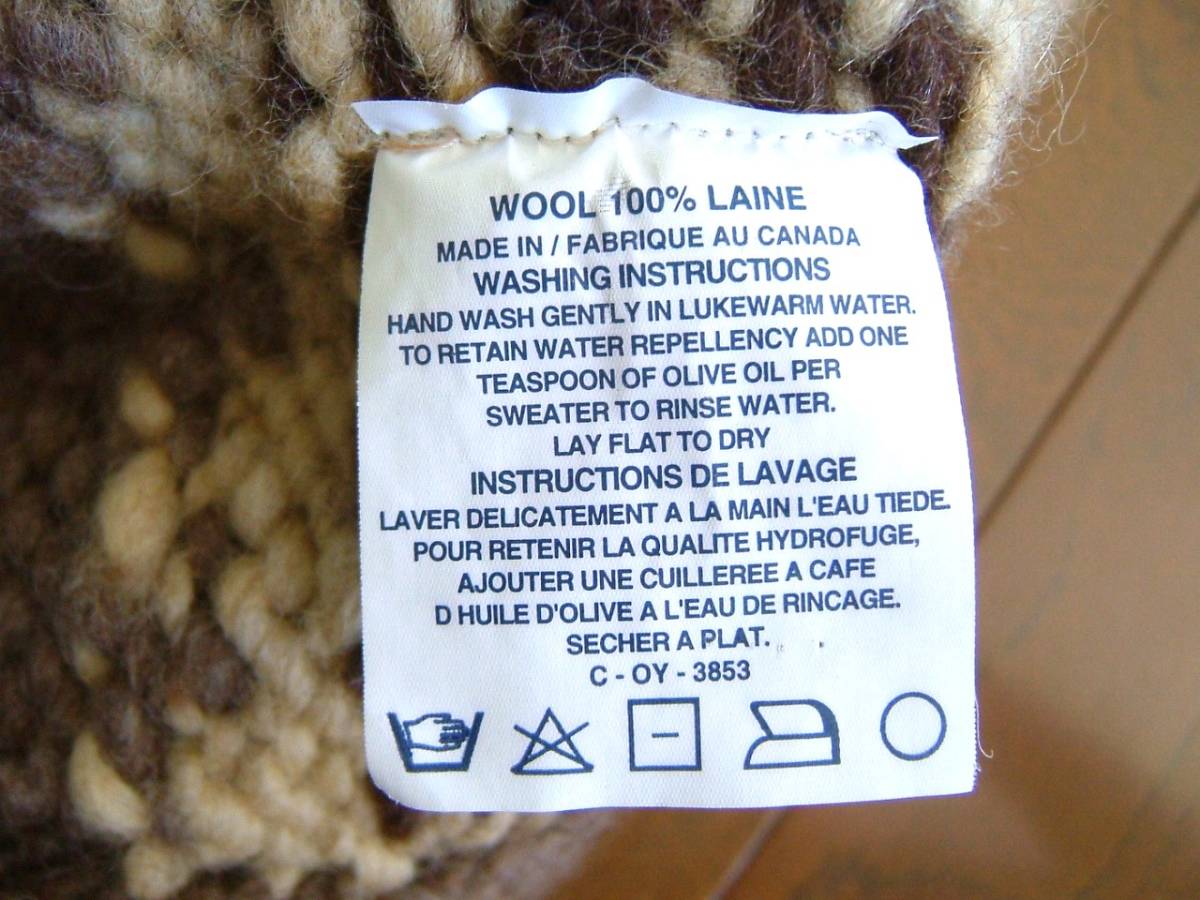 WOOL 100% LAINE
MADE IN / FABRIQUE AU CANADA
WASHING INSTRUCTIONS
HAND WASH GENTLY IN LUKEWARM WATER.
TO RETAIN WATER REPELLENCY ADD ONE
TEASPOON OF OLIVE OIL PER
SWEATER TO RINSE WATER.
LAY FLAT TO DRY
INSTRUCTIONS DE LAVAGE
LAVER DELICATEMENT A LA MAIN L'EAU TIEDE.
POUR RETENIR LA QUALITE HYDROFUGE,
AJOUTER UNE CUILLEREE A CAFE
D HUILE D'OLIVE A L'EAU DE RINCAGE.
SECHER A PLAT.
C - OY - 3853